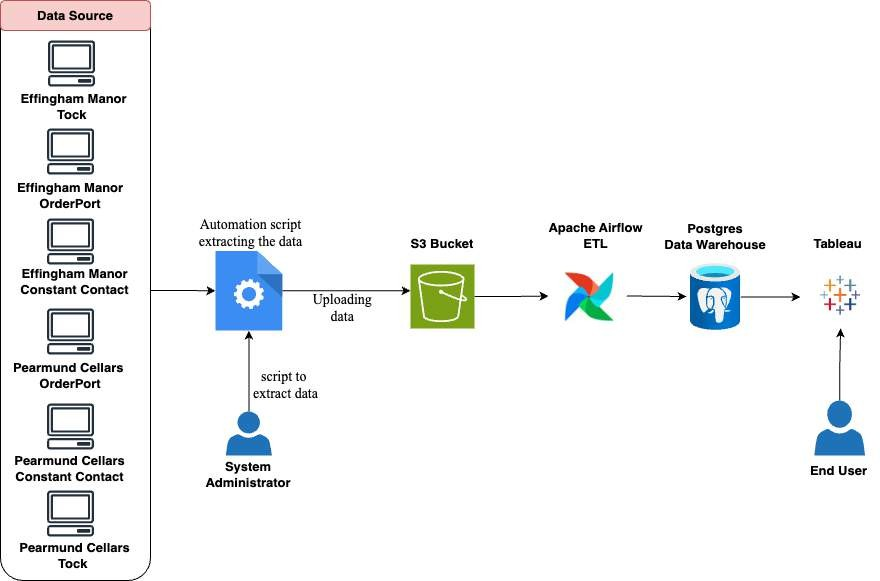 Data Source
Effingham Manor
Tock
Effingham Manor
OrderPort
Effingham Manor
Constant Contact
Pearmund Cellars
OrderPort
Pearmund Cellars
Constant Contact
Pearmund Cellars
Tock
Automation script
extracting the data
Uploading
data
script to
extract data
System
Administrator
S3 Bucket
Apache Airflow
ETL
Postgres
Data Warehouse
Tableau
End User